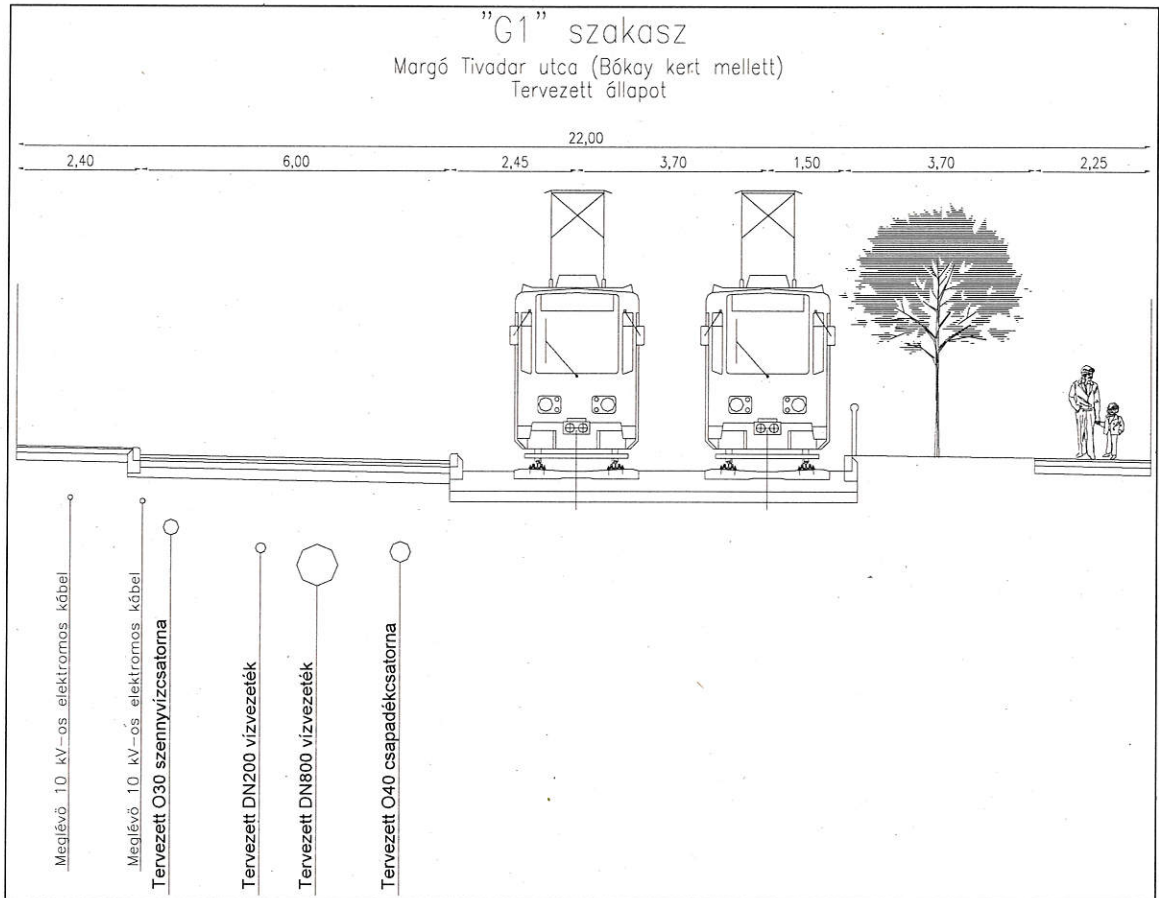 "G1" szakasz
Margó Tivadar utca (Bókay kert mellett)
Tervezett állapot
22,00
2,40 6,00 2,45 3,70 1,50 3,70 2,25
Meglévő 10 kV-os elektromos kábel
Meglévő 10 kV-os elektromos kábel
Tervezett O30 szennyvízcsatorna
Tervezett DN200 vízvezeték
Tervezett DN800 vízvezeték
Tervezett O40 csapadékcsatorna